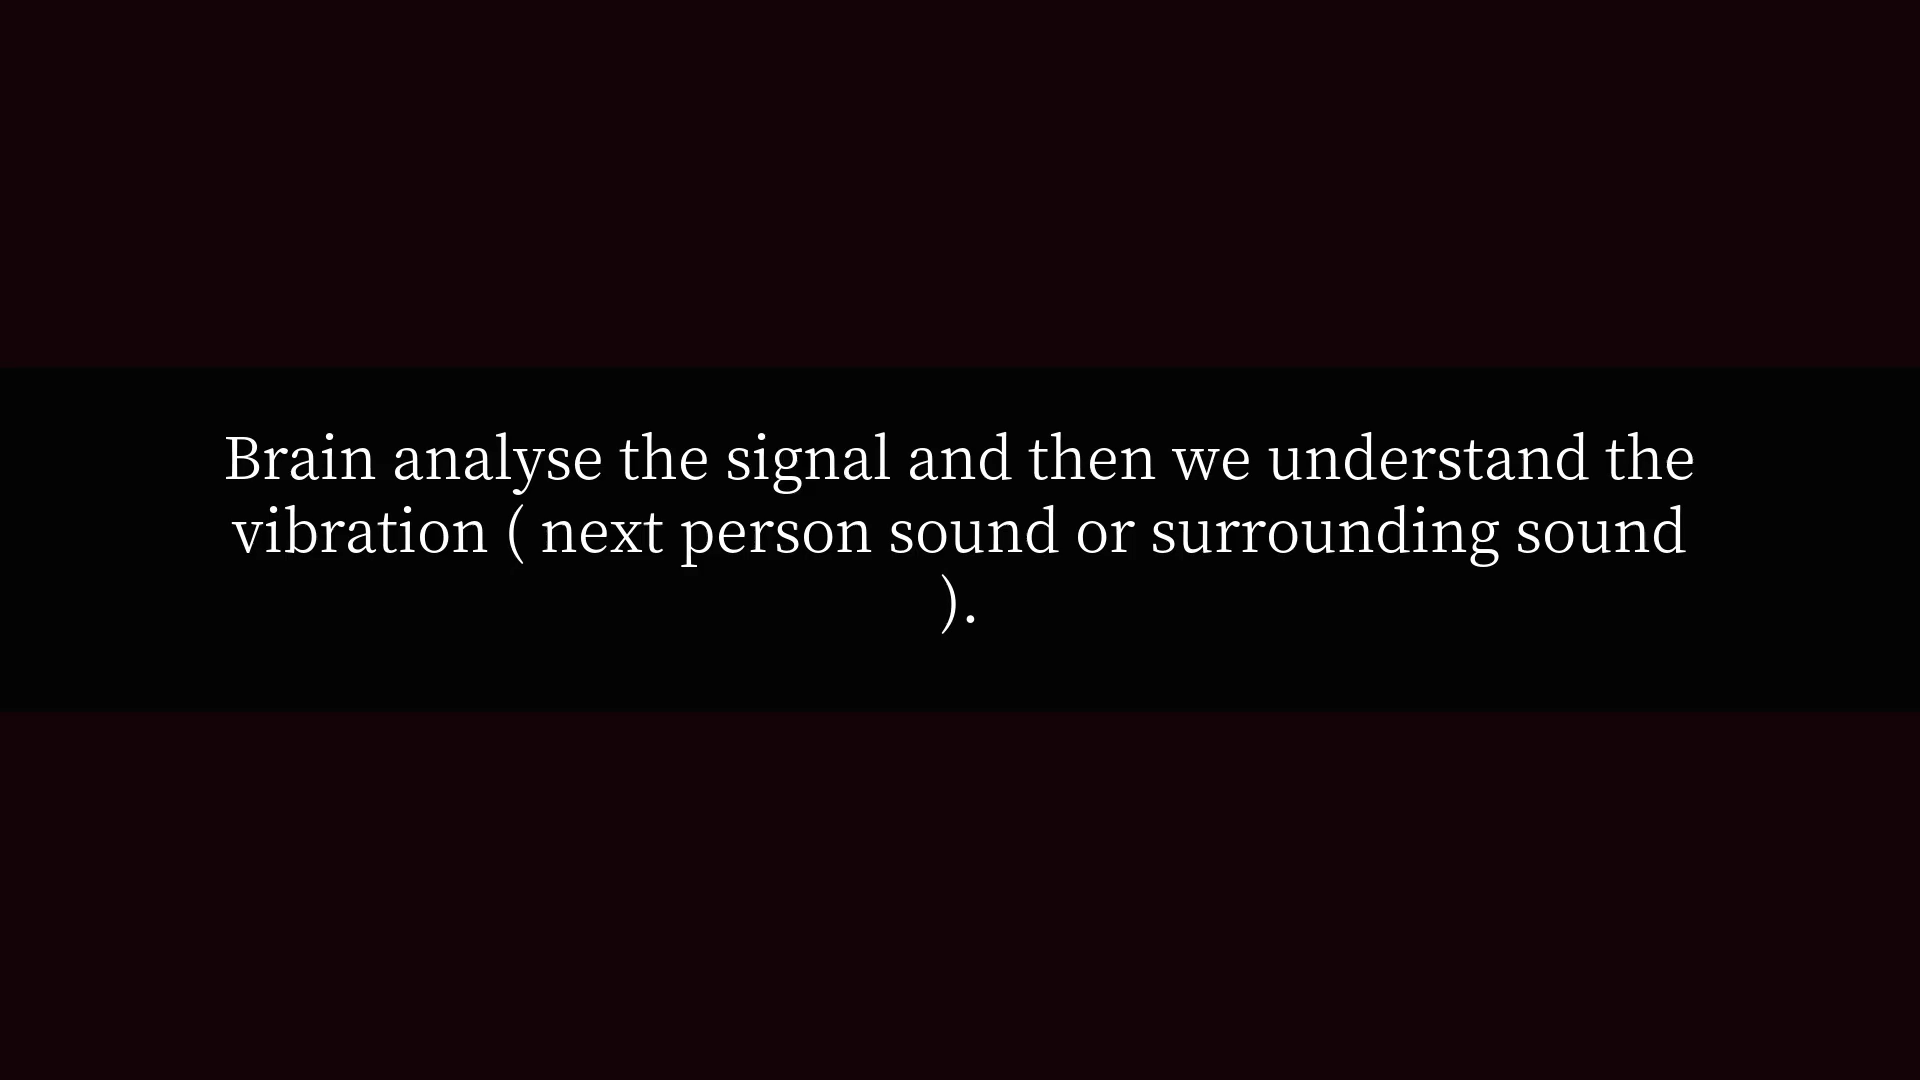 Brain analyse the signal and then we understand the
vibration ( next person sound or surrounding sound
).